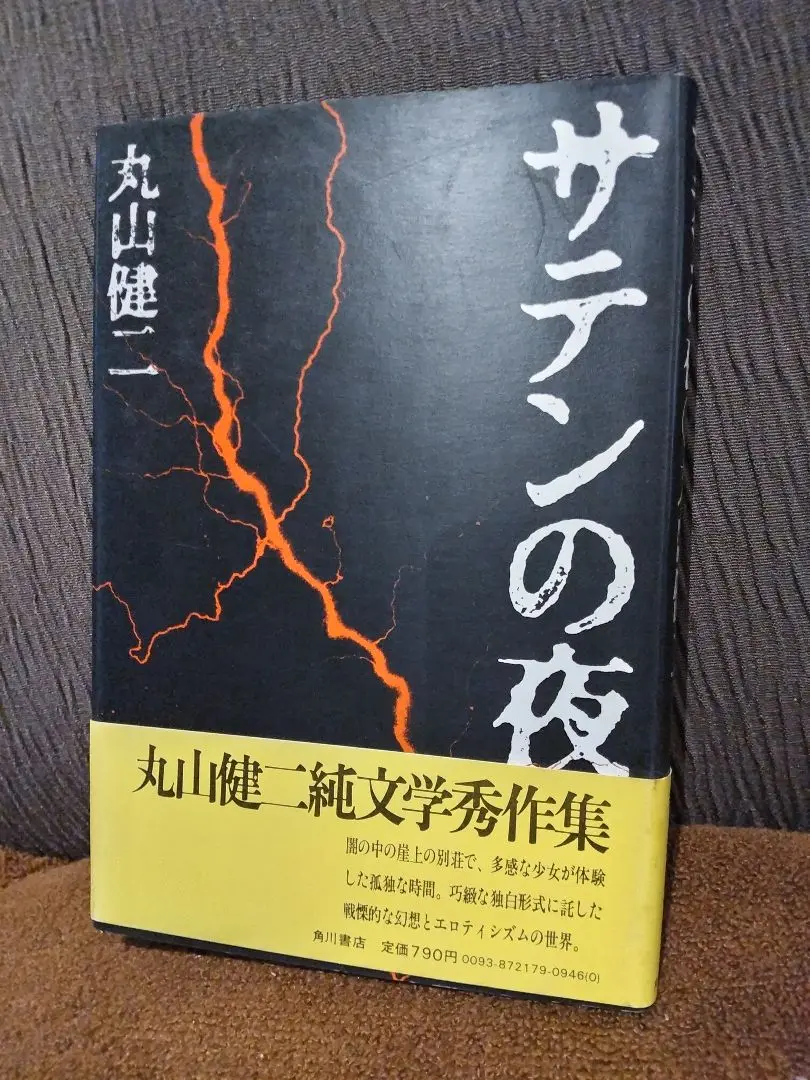 サテンの夜
丸山健二
丸山健二純文学秀作集
闇の中の崖上の別荘で、多感な少女が体験
した孤独な時間。巧緻な独白形式に託した
戦慄的な幻想とエロティシズムの世界。
角川書店 定価790円 0093-872179-0946(0)